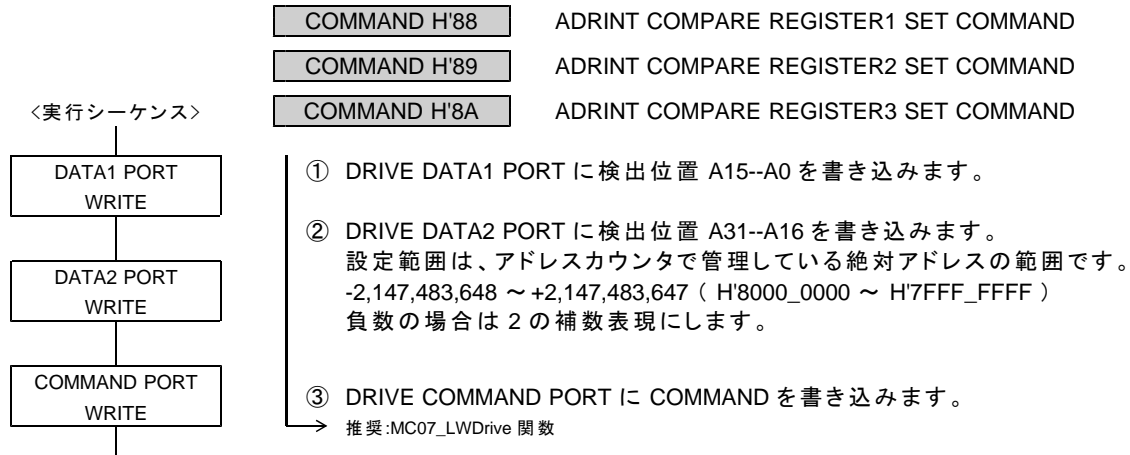 COMMAND H'88 ADRINT COMPARE REGISTER1 SET COMMAND
COMMAND H'89 ADRINT COMPARE REGISTER2 SET COMMAND
COMMAND H'8A ADRINT COMPARE REGISTER3 SET COMMAND
<実行シーケンス>
DATA1 PORT
WRITE
DATA2 PORT
WRITE
COMMAND PORT
WRITE
① DRIVE DATA1 PORT に検出位置 A15--A0 を書き込みます。
② DRIVE DATA2 PORT に検出位置 A31--A16 を書き込みます。
設定範囲は、アドレスカウンタで管理している絶対アドレスの範囲です。
-2,147,483,648 ～ +2,147,483,647 ( H'8000_0000 ～ H'7FFF_FFFF )
負数の場合は 2 の補数表現にします。
③ DRIVE COMMAND PORT に COMMAND を書き込みます。
推奨:MC07_LWDrive 関数